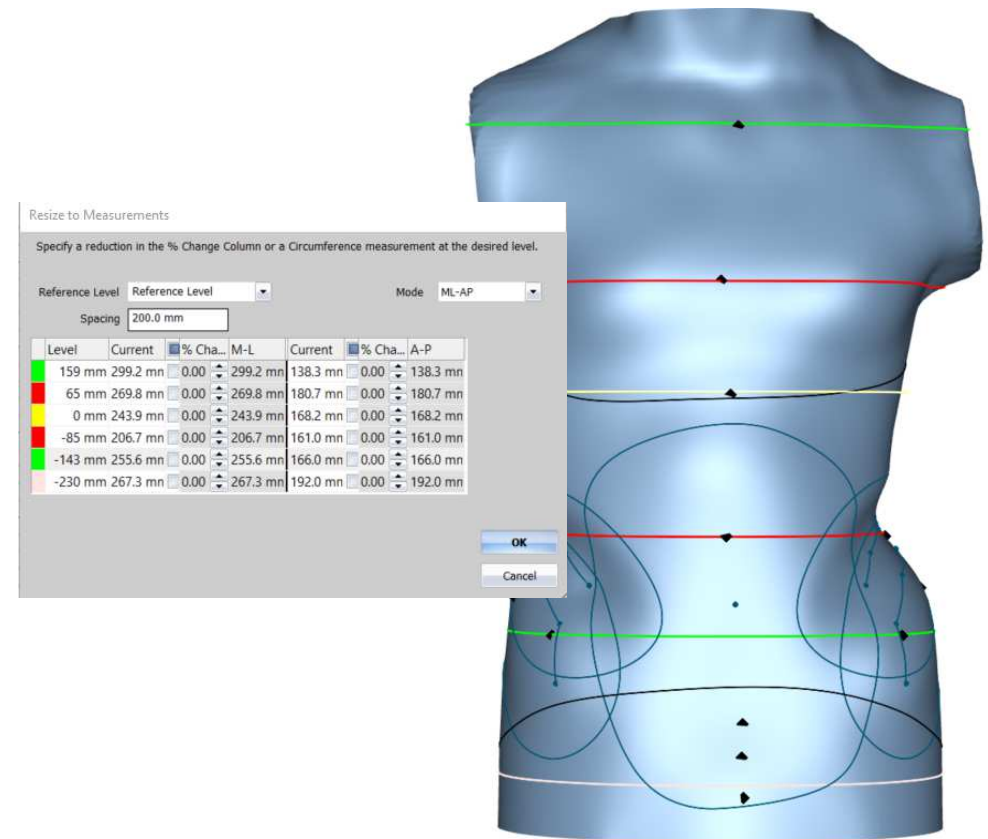 Resize to Measurements
Specify a reduction in the % Change Column or a Circumference measurement at the desired level.
Reference Level Reference Level Mode ML-AP
Spacing 200.0 mm
Level Current % Cha... M-L Current % Cha... A-P
159 mm 299.2 mn 0.00 299.2 mn 138.3 mn 0.00 138.3 mn
65 mm 269.8 mn 0.00 269.8 mn 180.7 mn 0.00 180.7 mn
0 mm 243.9 mn 0.00 243.9 mn 168.2 mn 0.00 168.2 mn
-85 mm 206.7 mn 0.00 206.7 mn 161.0 mn 0.00 161.0 mn
-143 mm 255.6 mn 0.00 255.6 mn 166.0 mn 0.00 166.0 mn
-230 mm 267.3 mn 0.00 267.3 mn 192.0 mn 0.00 192.0 mn
OK
Cancel